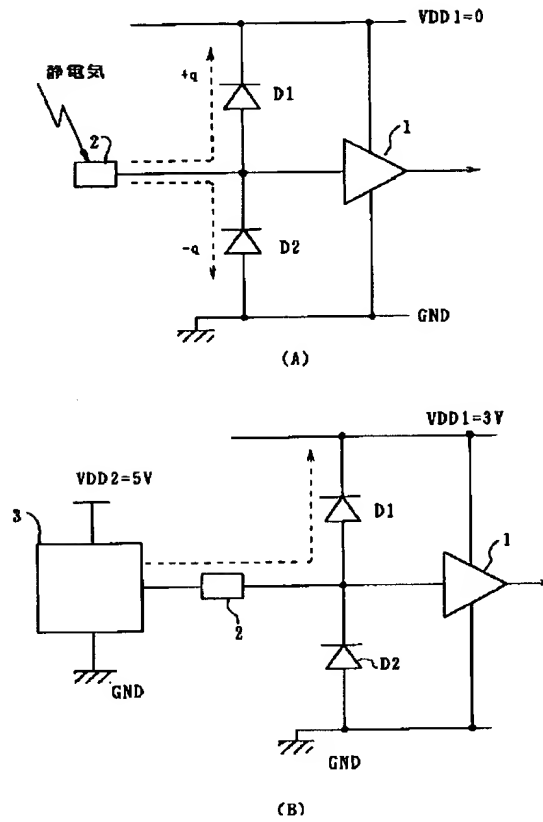 VDD1=0
静電気
+q
D1
1
2
D2
-q
GND
(A)
VDD1=3V
VDD2=5V
3
D1
1
2
D2
GND
GND
(B)